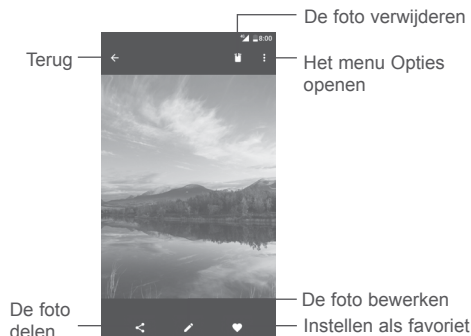 De foto verwijderen
8:00
Terug
Het menu Opties
openen
De foto bewerken
De foto
delen
Instellen als favoriet